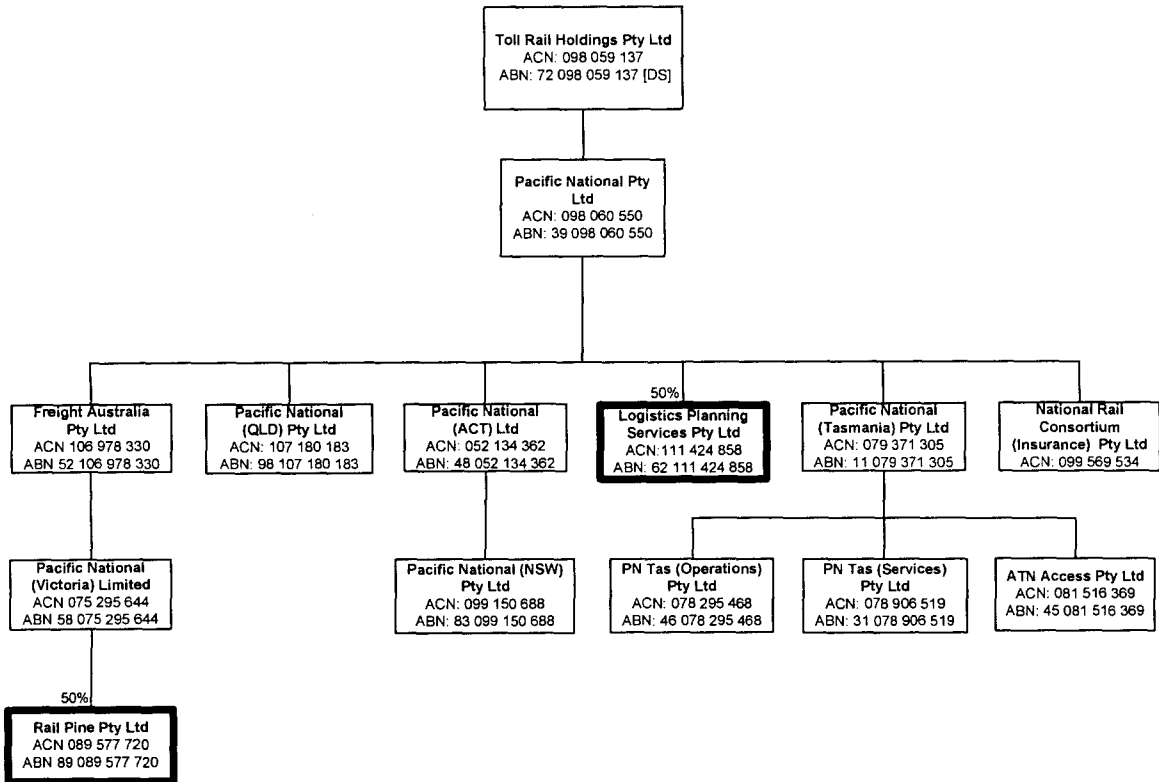 Toll Rail Holdings Pty Ltd
ACN: 098 059 137
ABN: 72 098 059 137 [DS]
Pacific National Pty
Ltd
ACN: 098 060 550
ABN: 39 098 060 550
Freight Australia
Pty Ltd
ACN 106 978 330
ABN 52 106 978 330
Pacific National
(QLD) Pty Ltd
ACN: 107 180 183
ABN: 98 107 180 183
Pacific National
(ACT) Ltd
ACN: 052 134 362
ABN: 48 052 134 362
50%
Logistics Planning
Services Pty Ltd
ACN:111 424 858
ABN: 62 111 424 858
Pacific National
(Tasmania) Pty Ltd
ACN: 079 371 305
ABN: 11 079 371 305
National Rail
Consortium
(Insurance) Pty Ltd
ACN: 099 569 534
Pacific National
(Victoria) Limited
ACN 075 295 644
ABN 58 075 295 644
Pacific National (NSW)
Pty Ltd
ACN: 099 150 688
ABN: 83 099 150 688
PN Tas (Operations)
Pty Ltd
ACN: 078 295 468
ABN: 46 078 295 468
PN Tas (Services)
Pty Ltd
ACN: 078 906 519
ABN: 31 078 906 519
ATN Access Pty Ltd
ACN: 081 516 369
ABN: 45 081 516 369
50%
Rail Pine Pty Ltd
ACN 089 577 720
ABN 89 089 577 720